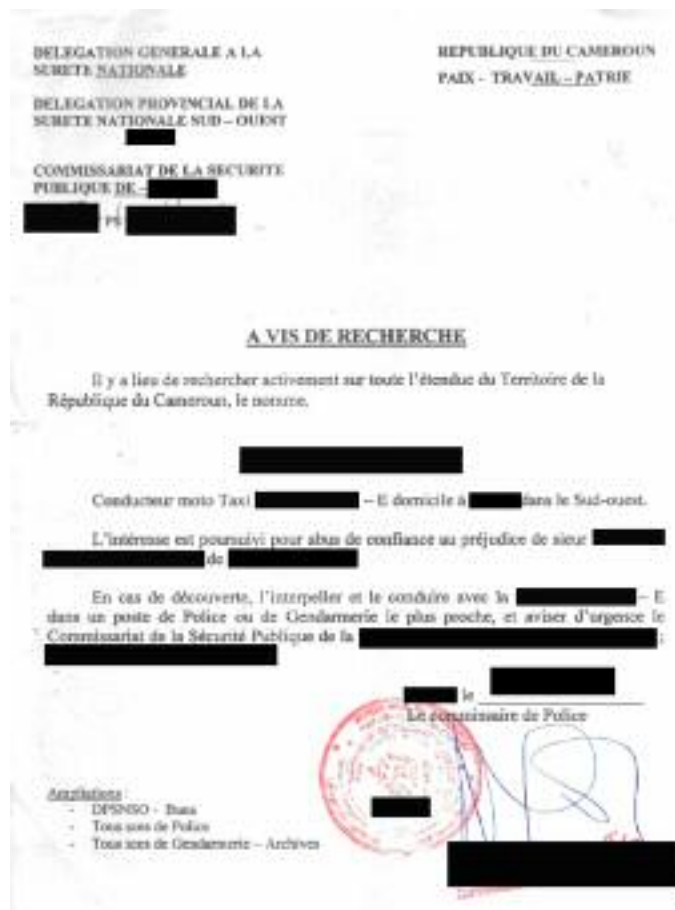 DELEGATION GENERALE A LA
SURETE NATIONALE
DELEGATION PROVINCIAL DE LA
SURETE NATIONALE SUD – OUEST
COMMISSARIAT DE LA SECURITE
PUBLIQUE DE –
PS
REPUBLIQUE DU CAMEROUN
PAIX - TRAVAIL – PATRIE
A VIS DE RECHERCHE
Il y a lieu de rechercher activement sur toute l'étendue du Territoire de la
République du Cameroun, le nomme,
Conducteur moto Taxi – E domicile à dans le Sud-ouest.
L'intéresse est poursuivi pour abus de confiance au préjudice de sieur
de
En cas de découverte, l'interpeller et le conduire avec la – E
dans un poste de Police ou de Gendarmerie le plus proche, et aviser d'urgence le
Commissariat de la Sécurité Publique de la ;
le
Le commissaire de Police
Ampliations :
- DPSNSO - Buea
- Tous de Police
- Tous de Gendarmerie – Archives